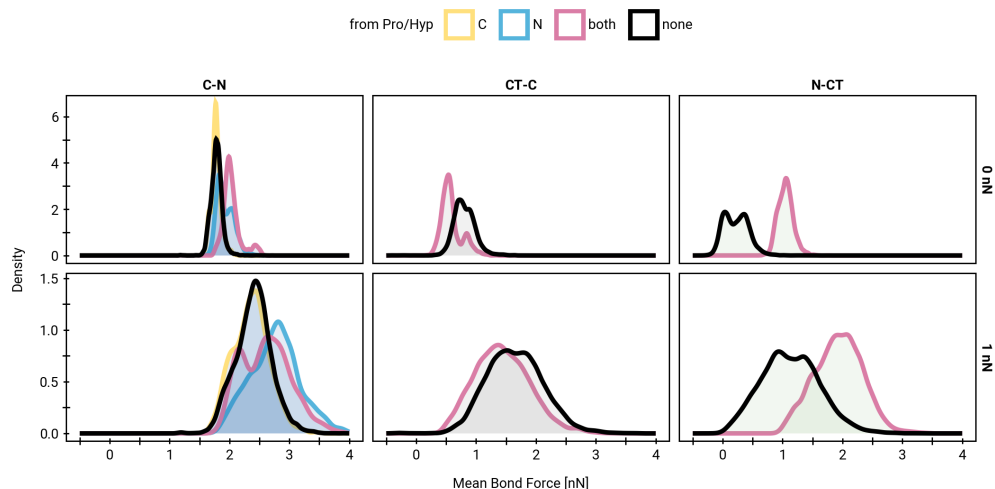 from Pro/Hyp C N both none
C-N CT-C N-CT
Density
6
4
2
0
0 nN
1.5
1.0
0.5
0.0
1 nN
0 1 2 3 4 0 1 2 3 4 0 1 2 3 4
Mean Bond Force [nN]